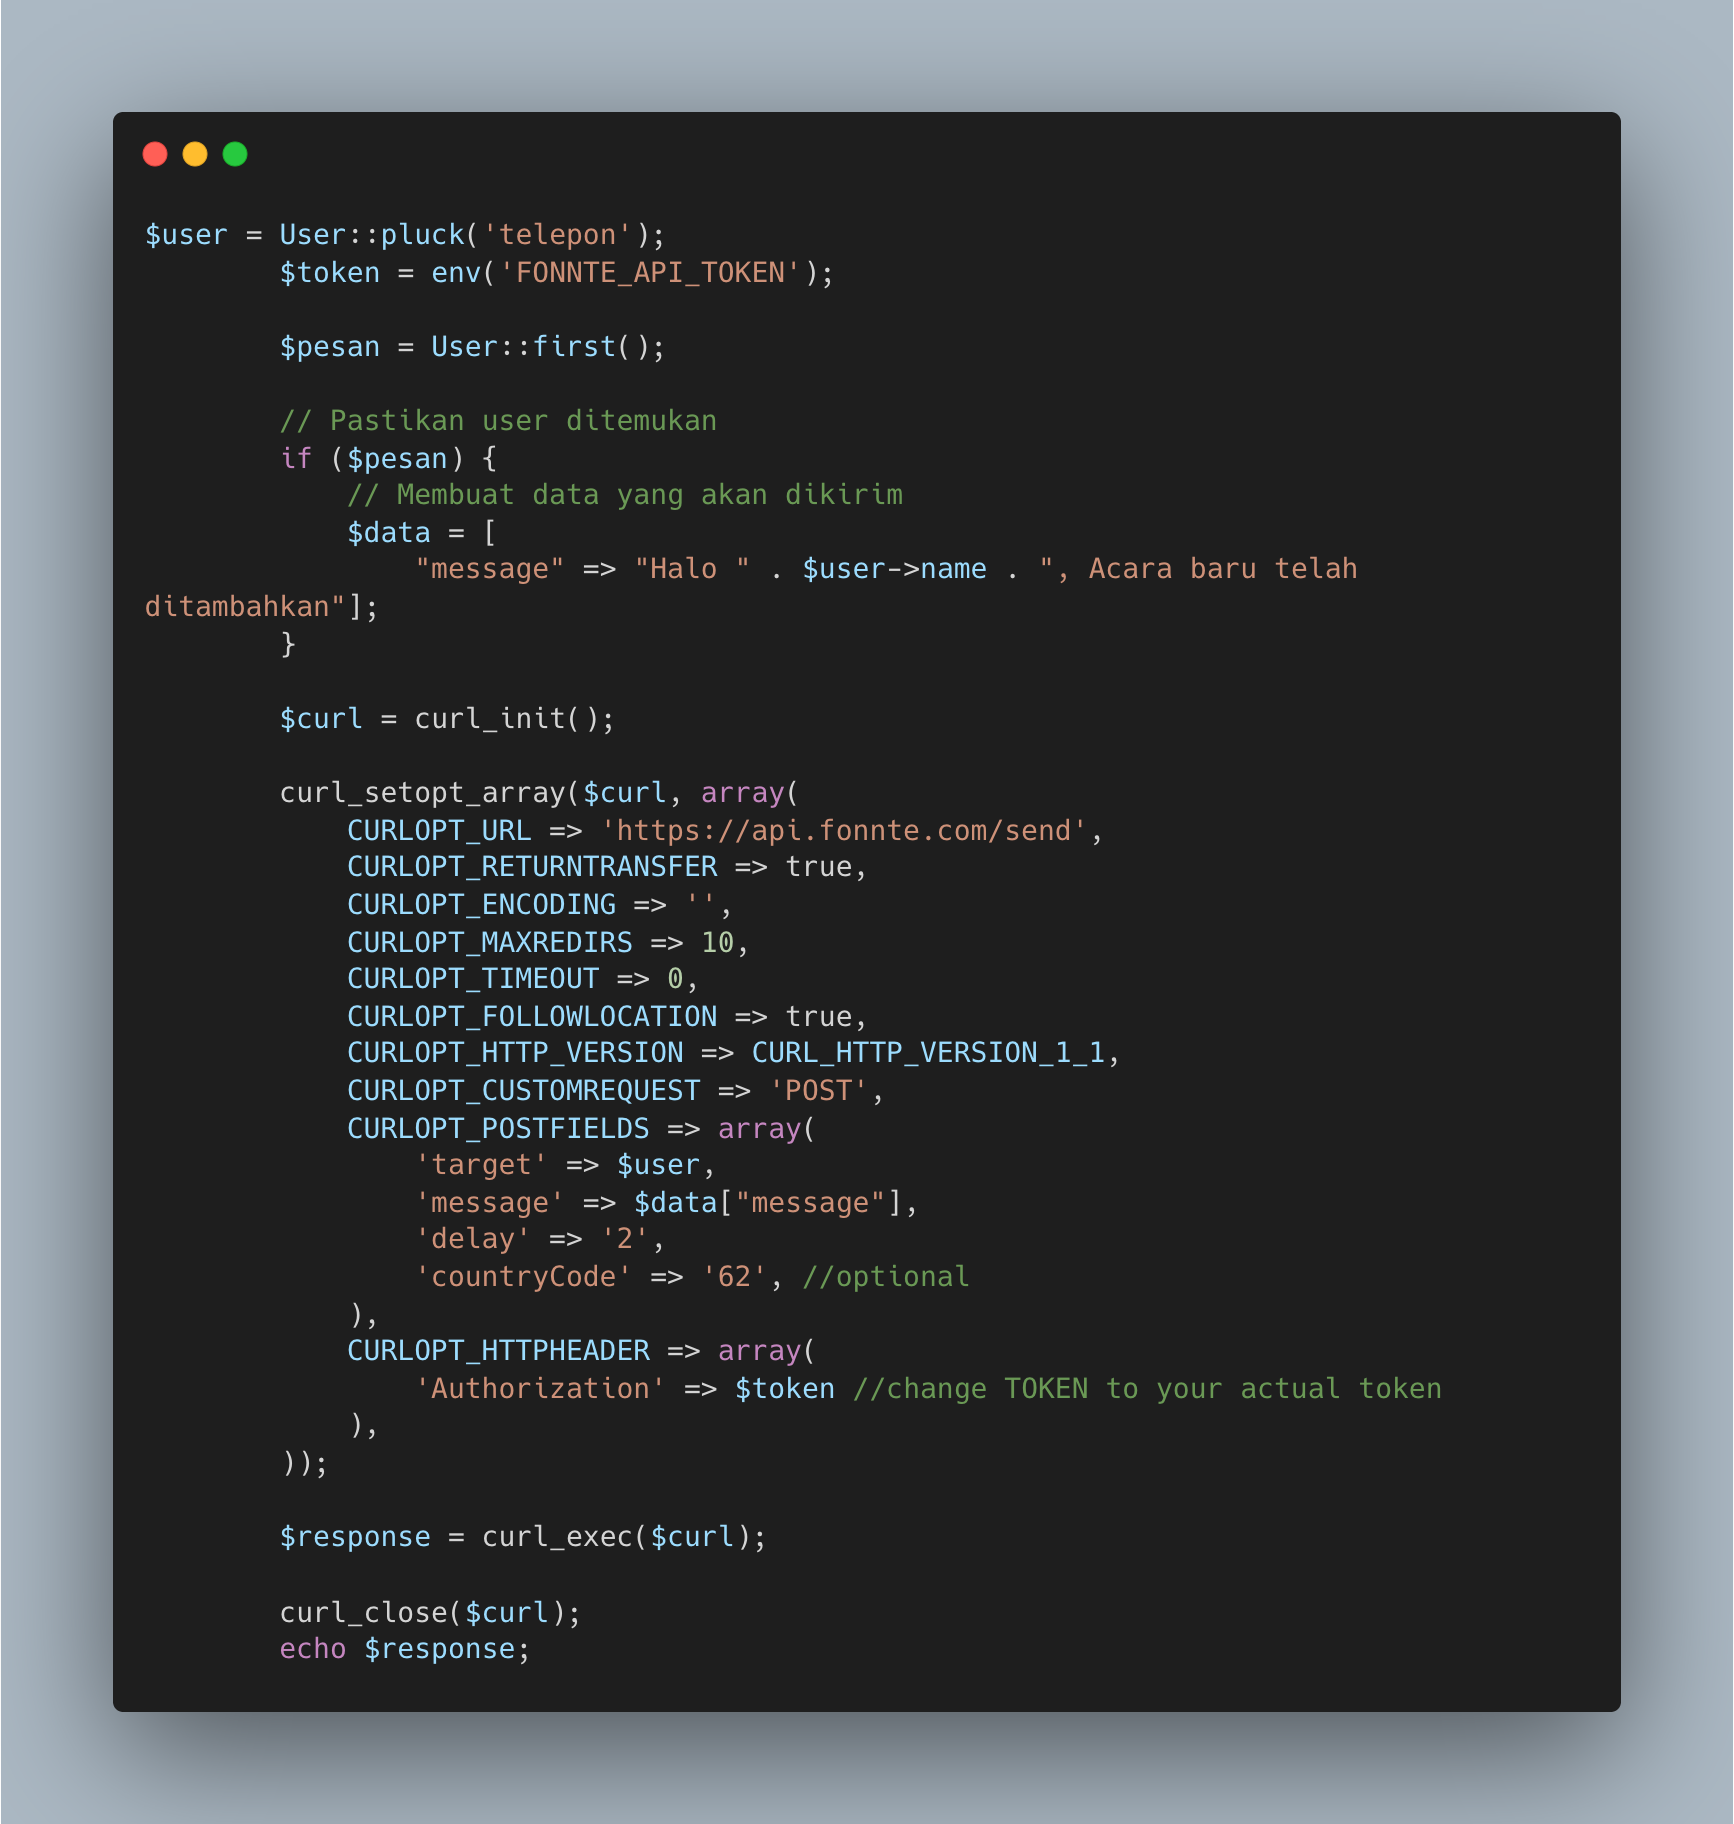 $user = User::pluck('telepon');
        $token = env('FONNTE_API_TOKEN');

        $pesan = User::first();

        // Pastikan user ditemukan
        if ($pesan) {
            // Membuat data yang akan dikirim
            $data = [
                "message" => "Halo " . $user->name . ", Acara baru telah
ditambahkan"];
        }

        $curl = curl_init();

        curl_setopt_array($curl, array(
            CURLOPT_URL => 'https://api.fonnte.com/send',
            CURLOPT_RETURNTRANSFER => true,
            CURLOPT_ENCODING => '',
            CURLOPT_MAXREDIRS => 10,
            CURLOPT_TIMEOUT => 0,
            CURLOPT_FOLLOWLOCATION => true,
            CURLOPT_HTTP_VERSION => CURL_HTTP_VERSION_1_1,
            CURLOPT_CUSTOMREQUEST => 'POST',
            CURLOPT_POSTFIELDS => array(
                'target' => $user,
                'message' => $data["message"],
                'delay' => '2',
                'countryCode' => '62', //optional
            ),
            CURLOPT_HTTPHEADER => array(
                'Authorization' => $token //change TOKEN to your actual token
            ),
        ));

        $response = curl_exec($curl);

        curl_close($curl);
        echo $response;